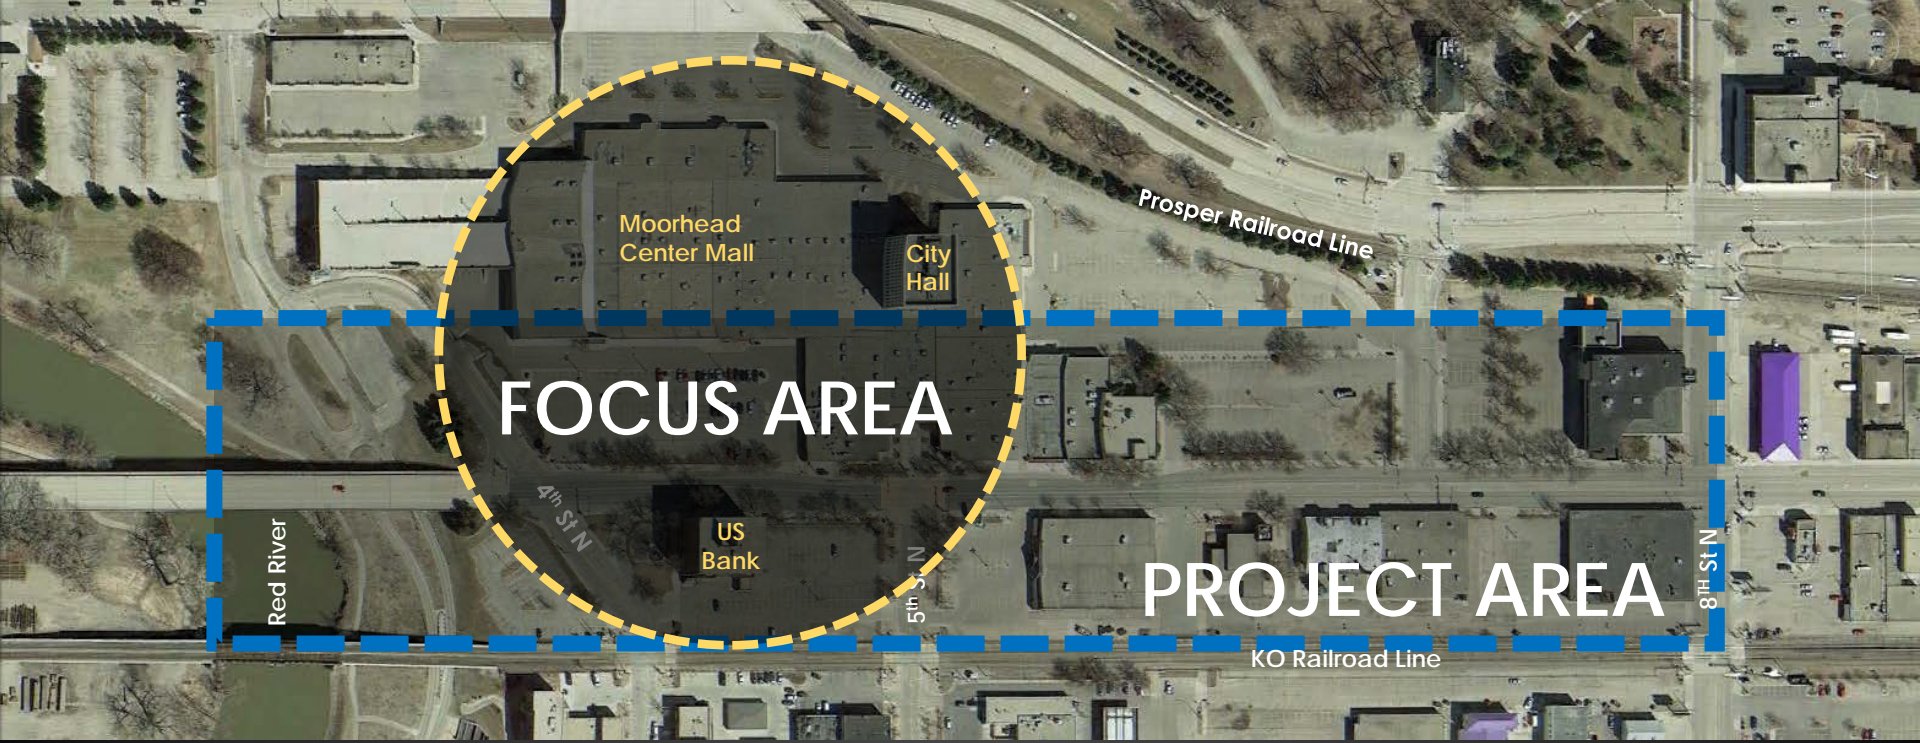 Prosper Railroad Line
Moorhead
Center Mall
City
Hall
FOCUS AREA
4th St N
US
Bank
Red River
5th St N
PROJECT AREA
8TH St N
KO Railroad Line